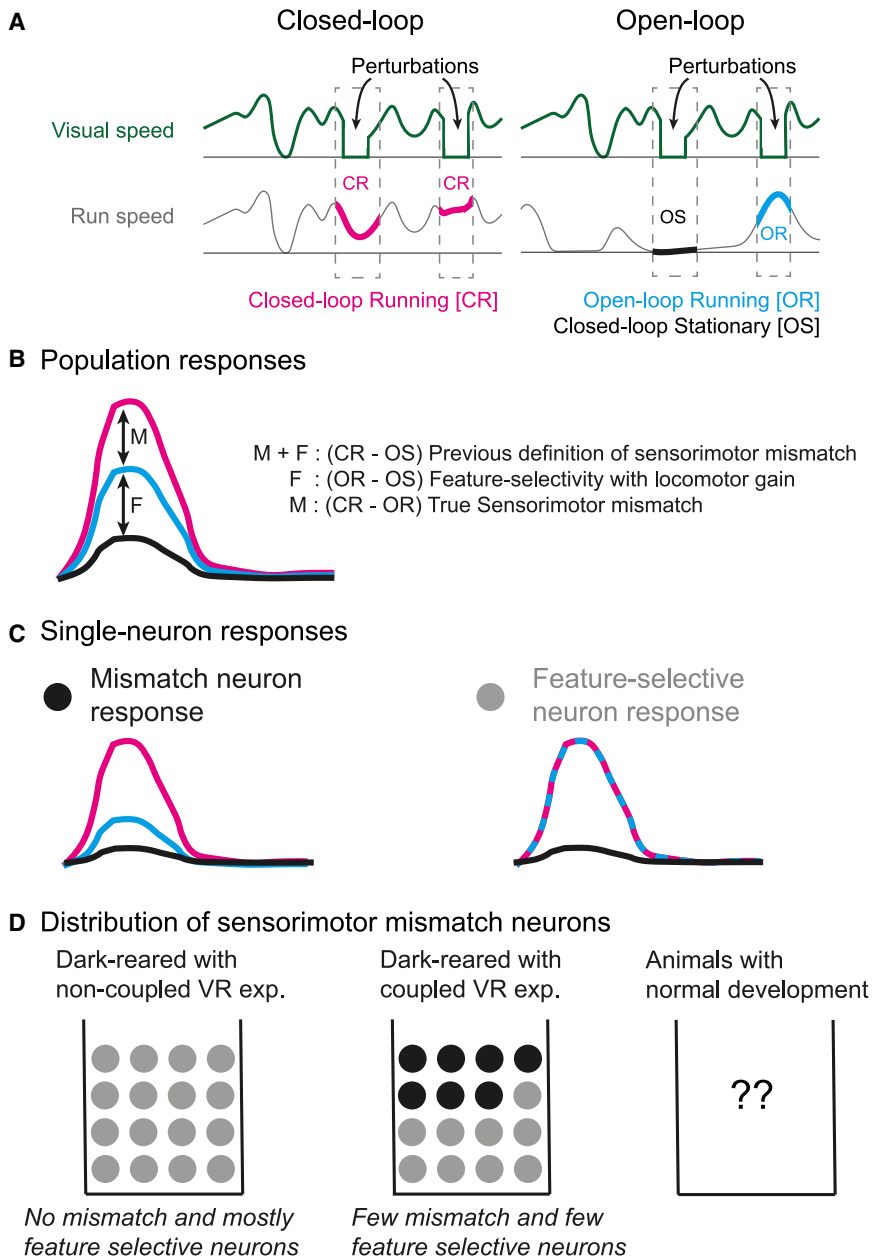 A
Closed-loop
Open-loop
Perturbations
Perturbations
Visual speed
CR
CR
Run speed
OS
OR
Closed-loop Running [CR]
Open-loop Running [OR]
Closed-loop Stationary [OS]
B Population responses
M
F
M + F : (CR - OS) Previous definition of sensorimotor mismatch
F : (OR - OS) Feature-selectivity with locomotor gain
M : (CR - OR) True Sensorimotor mismatch
C Single-neuron responses
Mismatch neuron
response
Feature-selective
neuron response
D Distribution of sensorimotor mismatch neurons
Dark-reared with
non-coupled VR exp.
Dark-reared with
coupled VR exp.
Animals with
normal development
??
No mismatch and mostly
feature selective neurons
Few mismatch and few
feature selective neurons